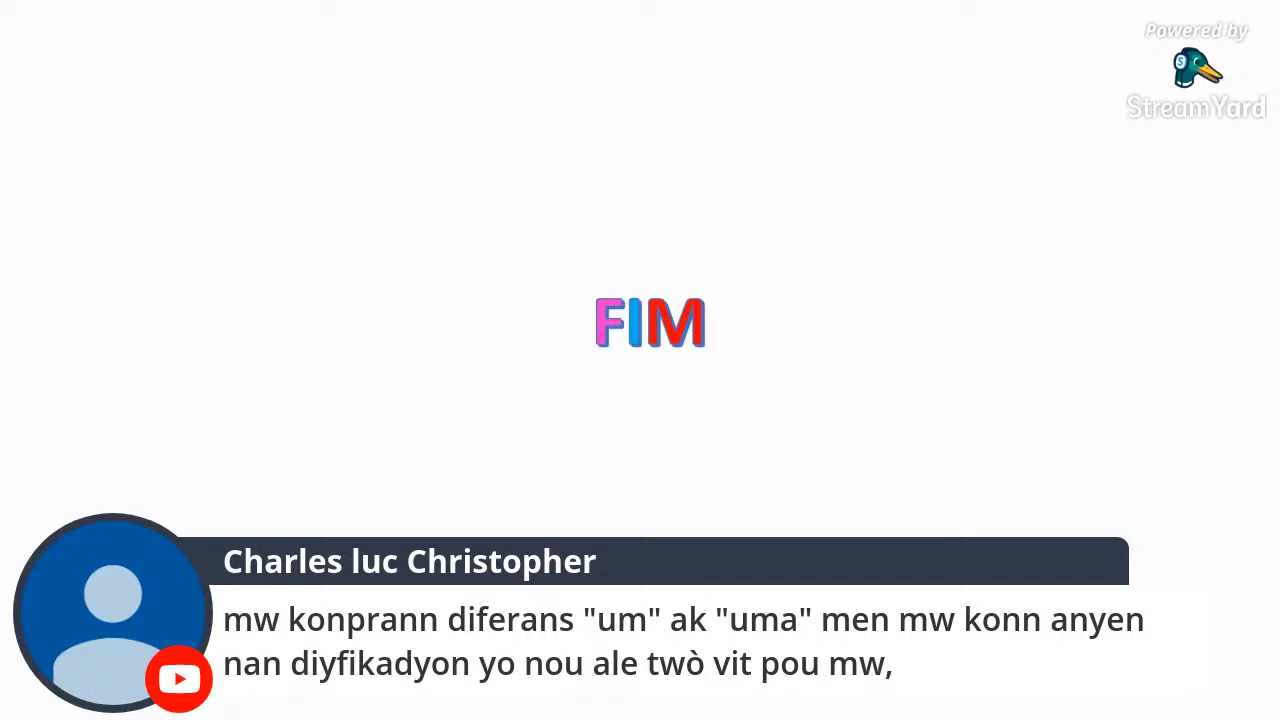 Powered by
StreamYard
FIM
Charles luc Christopher
mw konprann diferans "um" ak "uma" men mw konn anyen
nan diyfikadyon yo nou ale twò vit pou mw,